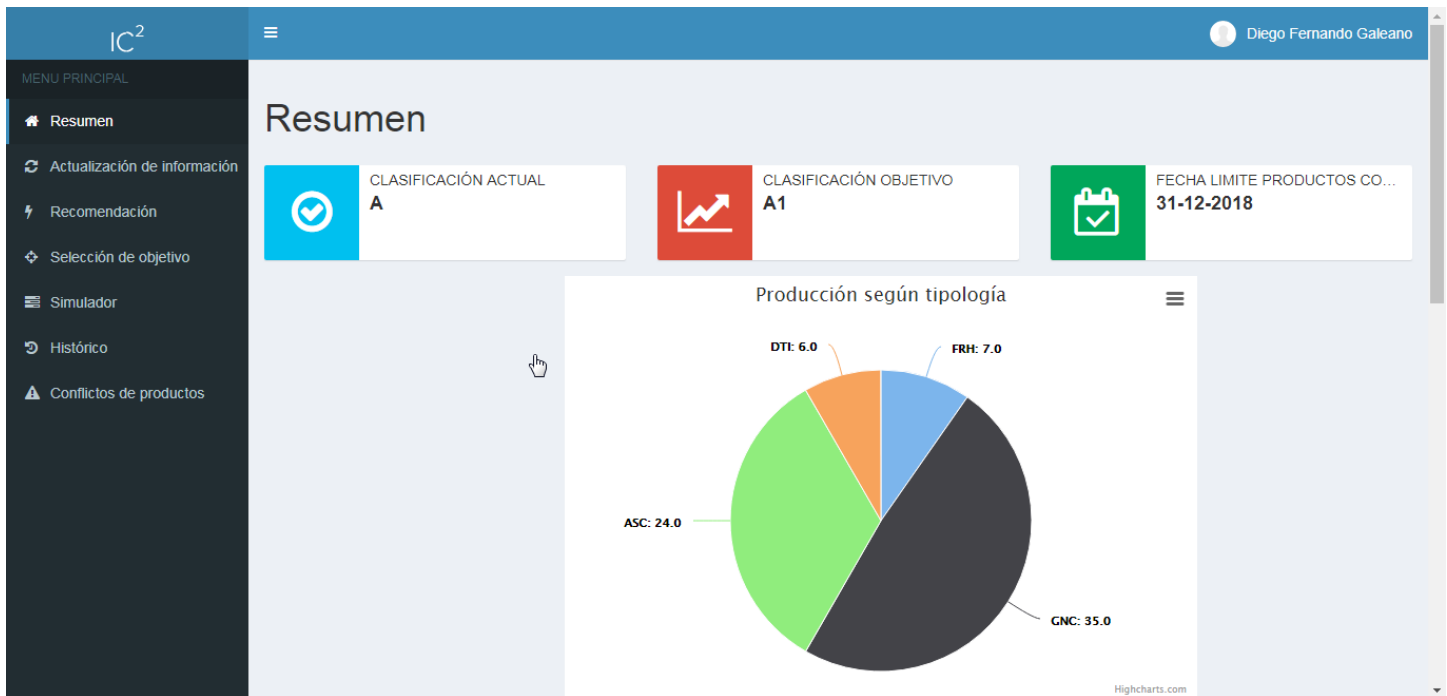 IC²
Diego Fernando Galeano
MENU PRINCIPAL
Resumen
Actualización de información
Recomendación
Selección de objetivo
Simulador
Histórico
Conflictos de productos
Resumen
CLASIFICACIÓN ACTUAL
A
CLASIFICACIÓN OBJETIVO
A1
FECHA LIMITE PRODUCTOS CO...
31-12-2018
Producción según tipología
DTI: 6.0
FRH: 7.0
ASC: 24.0
GNC: 35.0
Highcharts.com